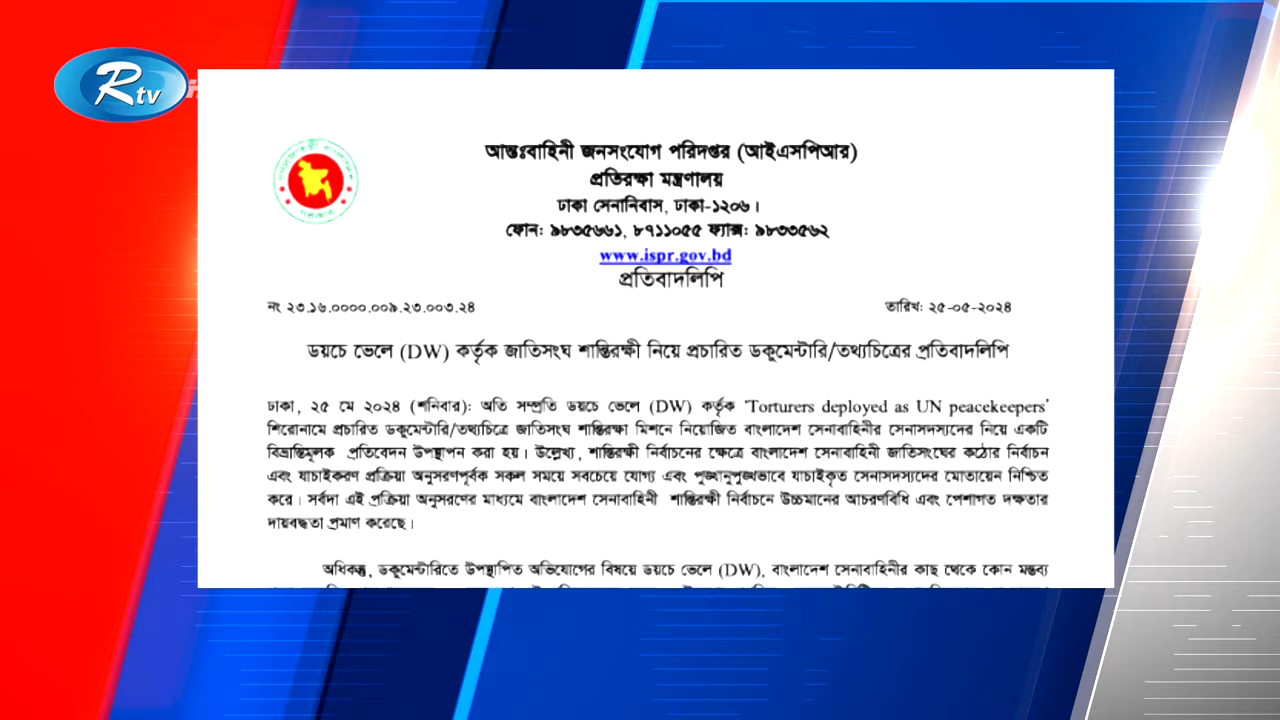 Rtv
আন্তঃবাহিনী জনসংযোগ পরিদপ্তর (আইএসপিআর)
প্রতিরক্ষা মন্ত্রণালয়
ঢাকা সেনানিবাস, ঢাকা-১২০৬।
ফোন: ৯৮৩৫৬৬১, ৮৭১১০৫৫ ফ্যাক্স: ৯৮৩৩৫৬২
www.ispr.gov.bd
প্রতিবাদলিপি
নং ২৩.১৬.০০০০.০০৯.২৩.০০৩.২৪
তারিখ: ২৫-০৫-২০২৪
ডয়চে ভেলে (DW) কর্তৃক জাতিসংঘ শান্তিরক্ষী নিয়ে প্রচারিত ডকুমেন্টারি/তথ্যচিত্রের প্রতিবাদলিপি
ঢাকা, ২৫ মে ২০২৪ (শনিবার): অতি সম্প্রতি ডয়চে ভেলে (DW) কর্তৃক 'Torturers deployed as UN peacekeepers'
শিরোনামে প্রচারিত ডকুমেন্টারি/তথ্যচিত্রে জাতিসংঘ শান্তিরক্ষা মিশনে নিয়োজিত বাংলাদেশ সেনাবাহিনীর সেনাসদস্যদের নিয়ে একটি
বিভ্রান্তিমূলক প্রতিবেদন উপস্থাপন করা হয়। উল্লেখ্য, শান্তিরক্ষী নির্বাচনের ক্ষেত্রে বাংলাদেশ সেনাবাহিনী জাতিসংঘের কঠোর নির্বাচন
এবং যাচাইকরণ প্রক্রিয়া অনুসরণপূর্বক সকল সময়ে সবচেয়ে যোগ্য এবং পুঙ্খানুপুঙ্খভাবে যাচাইকৃত সেনাসদস্যদের মোতায়েন নিশ্চিত
করে। সর্বদা এই প্রক্রিয়া অনুসরণের মাধ্যমে বাংলাদেশ সেনাবাহিনী শান্তিরক্ষী নির্বাচনে উচ্চমানের আচরণবিধি এবং পেশাগত দক্ষতার
দায়বদ্ধতা প্রমাণ করেছে।
অধিকন্তু, ডকুমেন্টারিতে উপস্থাপিত অভিযোগের বিষয়ে ডয়চে ভেলে (DW), বাংলাদেশ সেনাবাহিনীর কাছ থেকে কোন মন্তব্য